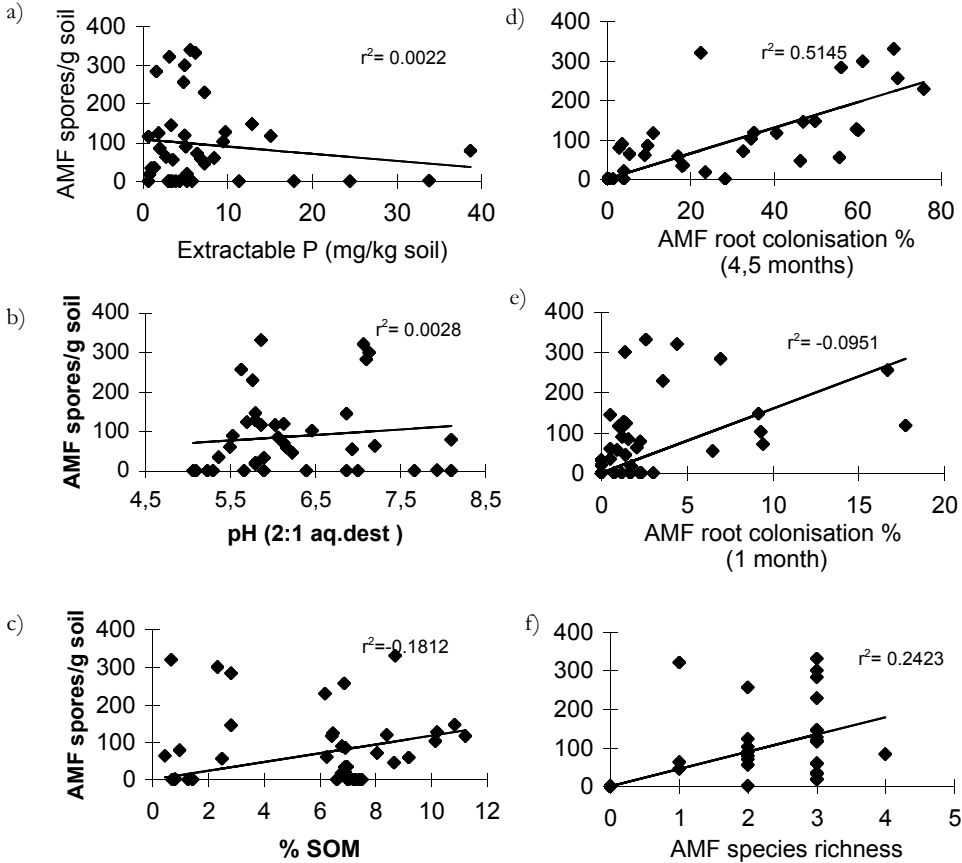 a)
AMF spores/g soil
400
300
200
100
0
r²= 0.0022
0 10 20 30 40
Extractable P (mg/kg soil)
d)
400
300
200
100
0
r²= 0.5145
0 20 40 60 80
AMF root colonisation %
(4,5 months)
b)
AMF spores/g soil
400
300
200
100
0
r²= 0.0028
4,5 5,5 6,5 7,5 8,5
pH (2:1 aq.dest )
e)
400
300
200
100
0
r²= -0.0951
0 5 10 15 20
AMF root colonisation %
(1 month)
c)
AMF spores/g soil
400
300
200
100
0
r²=-0.1812
0 2 4 6 8 10 12
% SOM
f)
400
300
200
100
0
r²= 0.2423
0 1 2 3 4 5
AMF species richness